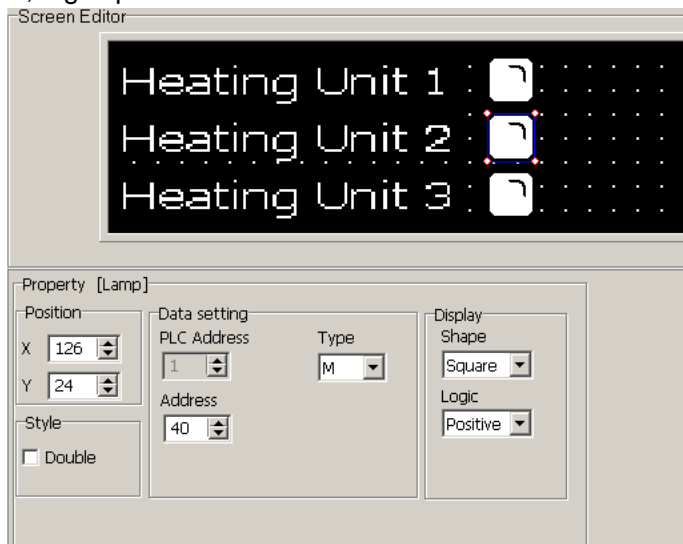 Screen Editor
Heating Unit 1 :
Heating Unit 2 :
Heating Unit 3 :
Property [Lamp]
Position
X 126
Y 24
Style
Double
Data setting
PLC Address
1
Type
M
Address
40
Display
Shape
Square
Logic
Positive